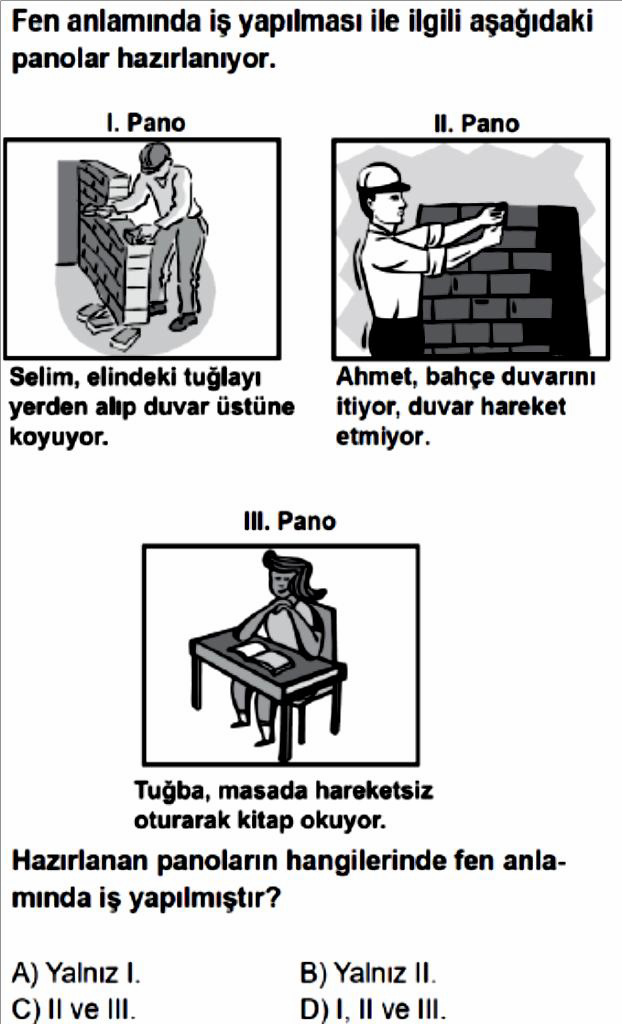 Fen anlamında iş yapılması ile ilgili aşağıdaki
panolar hazırlanıyor.
I. Pano
II. Pano
Selim, elindeki tuğlayı
yerden alıp duvar üstüne
koyuyor.
Ahmet, bahçe duvarını
itiyor, duvar hareket
etmiyor.
III. Pano
Tuğba, masada hareketsiz
oturarak kitap okuyor.
Hazırlanan panoların hangilerinde fen anla-
mında iş yapılmıştır?
A) Yalnız I.
B) Yalnız II.
C) II ve III.
D) I, II ve III.